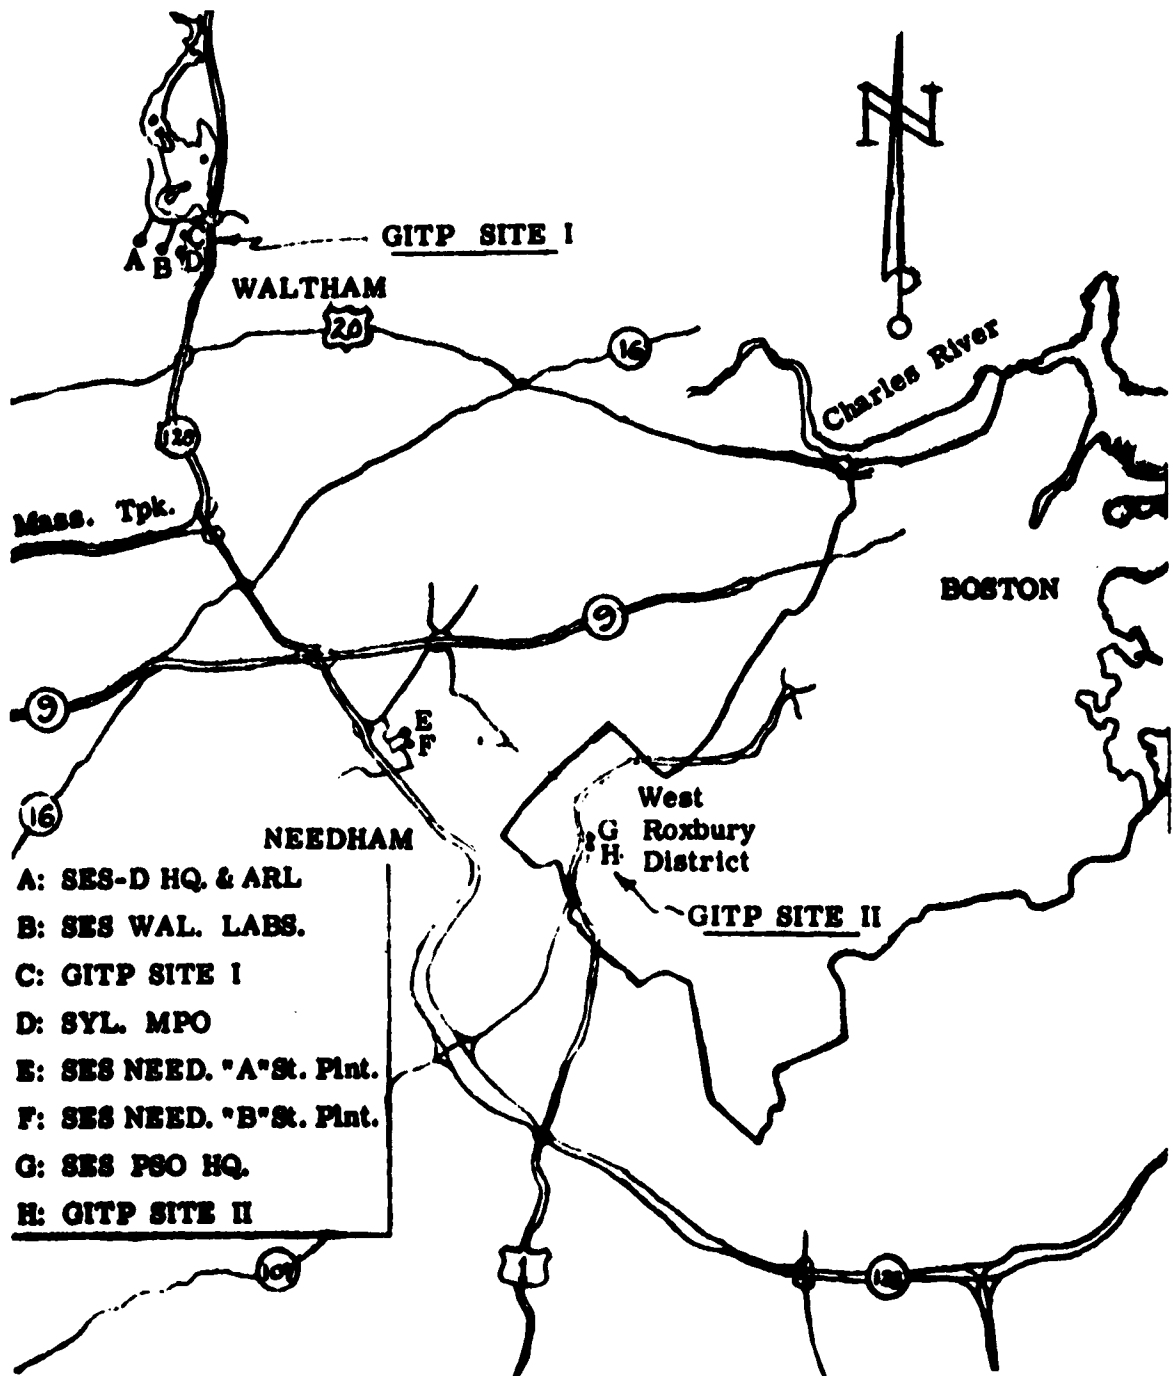 N
GITP SITE I
A B C D
WALTHAM
20
16
Charles River
128
Mass. Tpk.
BOSTON
9
9
E
F
16
West
G Roxbury
H District
NEEDHAM
GITP SITE II
A: SES-D HQ. & ARL
B: SES WAL. LABS.
C: GITP SITE I
D: SYL. MPO
E: SES NEED. "A" St. Plnt.
F: SES NEED. "B" St. Plnt.
G: SES PSO HQ.
H: GITP SITE II
109
1
128